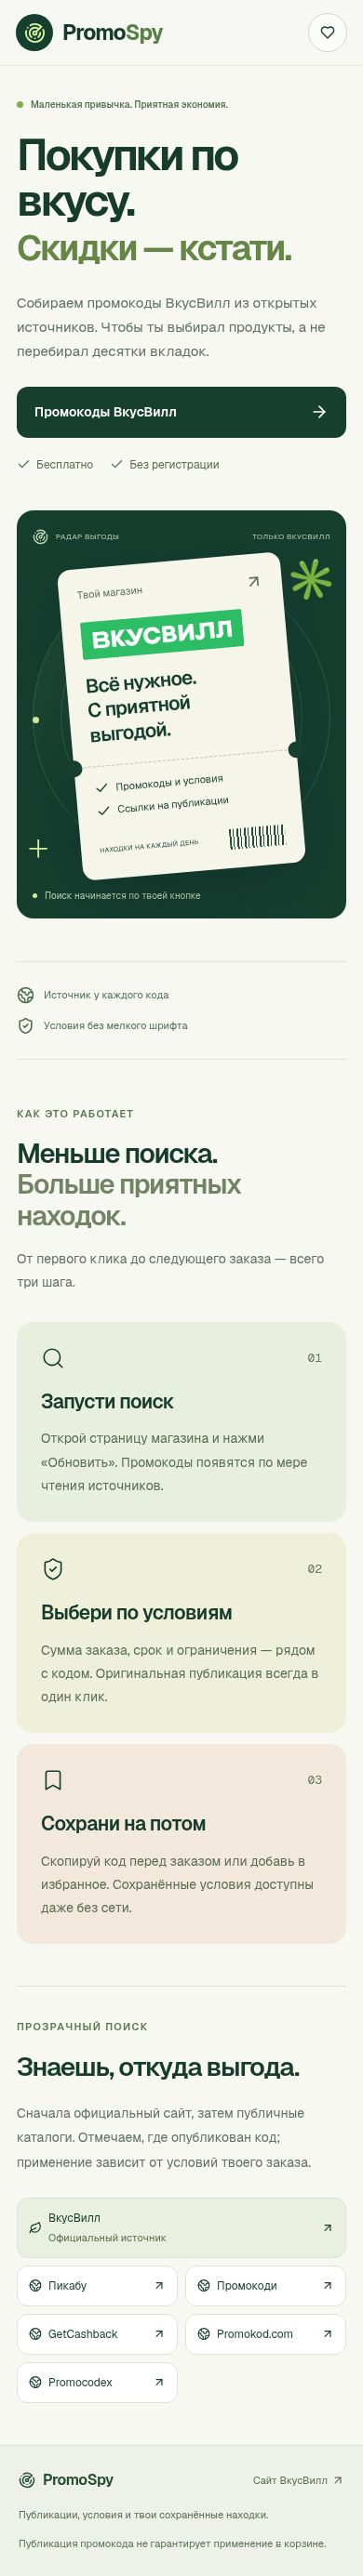 PromoSpy
Маленькая привычка. Приятная экономия.
Покупки по
вкусу.
Скидки — кстати.
Собираем промокоды ВкусВилл из открытых
источников. Чтобы ты выбирал продукты, а не
перебирал десятки вкладок.
Промокоды ВкусВилл
Бесплатно Без регистрации
РАДАР ВЫГОДЫ ТОЛЬКО ВКУСВИЛЛ
Твой магазин
ВКУСВИЛЛ
Всё нужное.
С приятной
выгодой.
Промокоды и условия
Ссылки на публикации
НАХОДКИ НА КАЖДЫЙ ДЕНЬ
Поиск начинается по твоей кнопке
Источник у каждого кода
Условия без мелкого шрифта
КАК ЭТО РАБОТАЕТ
Меньше поиска.
Больше приятных
находок.
От первого клика до следующего заказа — всего
три шага.
01
Запусти поиск
Открой страницу магазина и нажми
«Обновить». Промокоды появятся по мере
чтения источников.
02
Выбери по условиям
Сумма заказа, срок и ограничения — рядом
с кодом. Оригинальная публикация всегда в
один клик.
03
Сохрани на потом
Скопируй код перед заказом или добавь в
избранное. Сохранённые условия доступны
даже без сети.
ПРОЗРАЧНЫЙ ПОИСК
Знаешь, откуда выгода.
Сначала официальный сайт, затем публичные
каталоги. Отмечаем, где опубликован код;
применение зависит от условий твоего заказа.
ВкусВилл
Официальный источник
Пикабу Промокоди
GetCashback Promokod.com
Promocodex
PromoSpy Сайт ВкусВилл
Публикации, условия и твои сохранённые находки.
Публикация промокода не гарантирует применение в корзине.